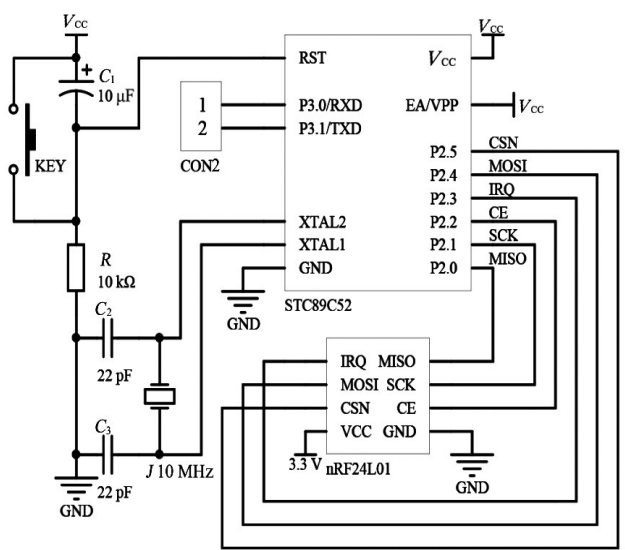 VCC
C1
10 μF
KEY
R
10 kΩ
C2
22 pF
C3
22 pF
GND
J 10 MHz
1
2
CON2
RST
P3.0/RXD
P3.1/TXD
XTAL2
XTAL1
GND
GND
STC89C52
VCC
VCC
EA/VPP
VCC
P2.5 CSN
P2.4 MOSI
P2.3 IRQ
P2.2 CE
P2.1 SCK
P2.0 MISO
IRQ MISO
MOSI SCK
CSN CE
VCC GND
3.3 V
nRF24L01
GND